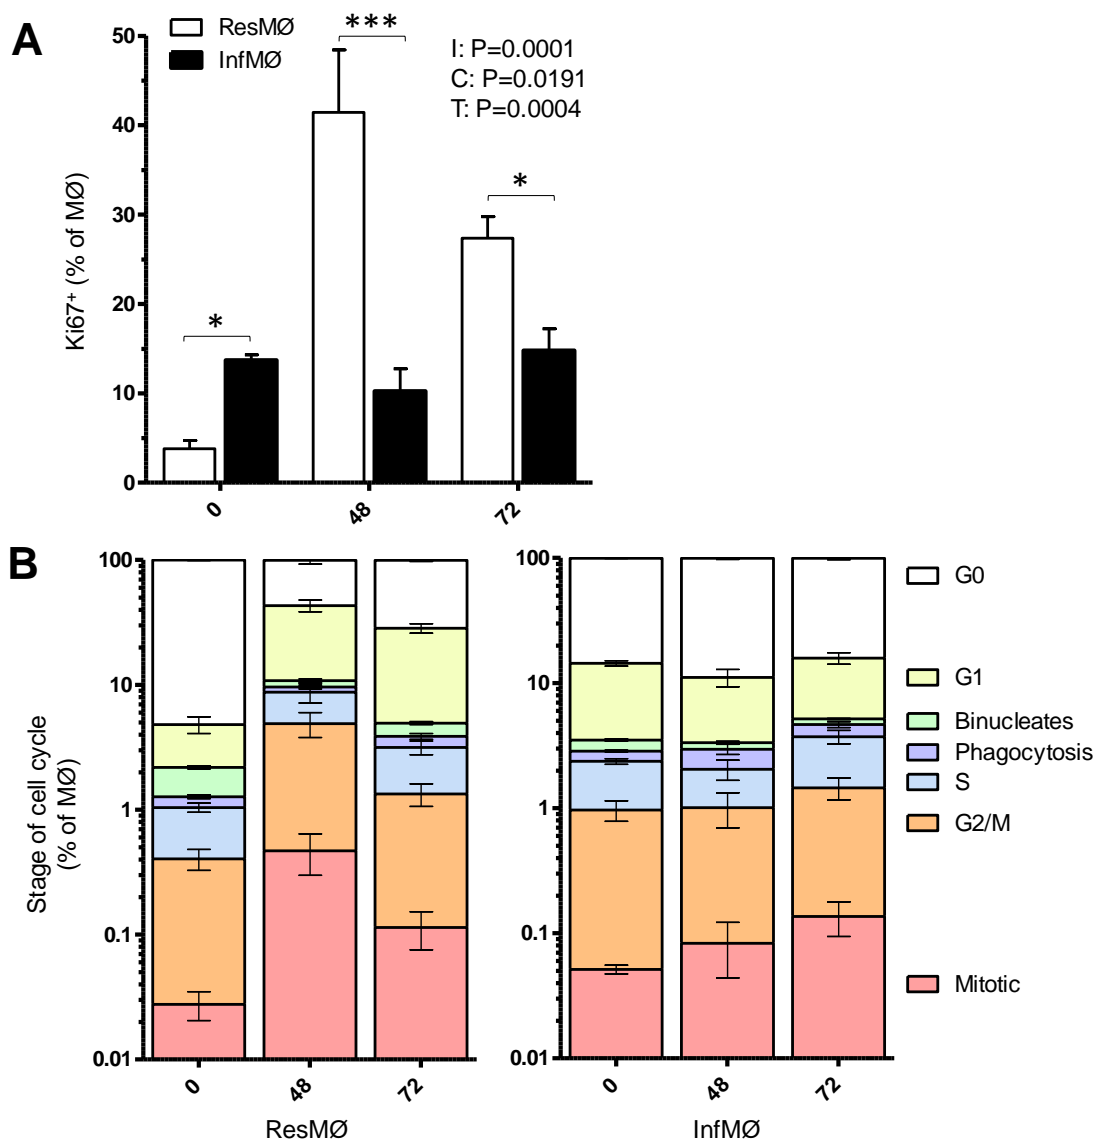 A
ResMØ
InfMØ
***
I: P=0.0001
C: P=0.0191
T: P=0.0004
*
*
Ki67+ (% of MØ)
50
40
30
20
10
0
0
48
72
B
Stage of cell cycle
(% of MØ)
100
10
1
0.1
0.01
0
48
72
ResMØ
100
10
1
0.1
0.01
0
48
72
InfMØ
G0
G1
Binucleates
Phagocytosis
S
G2/M
Mitotic